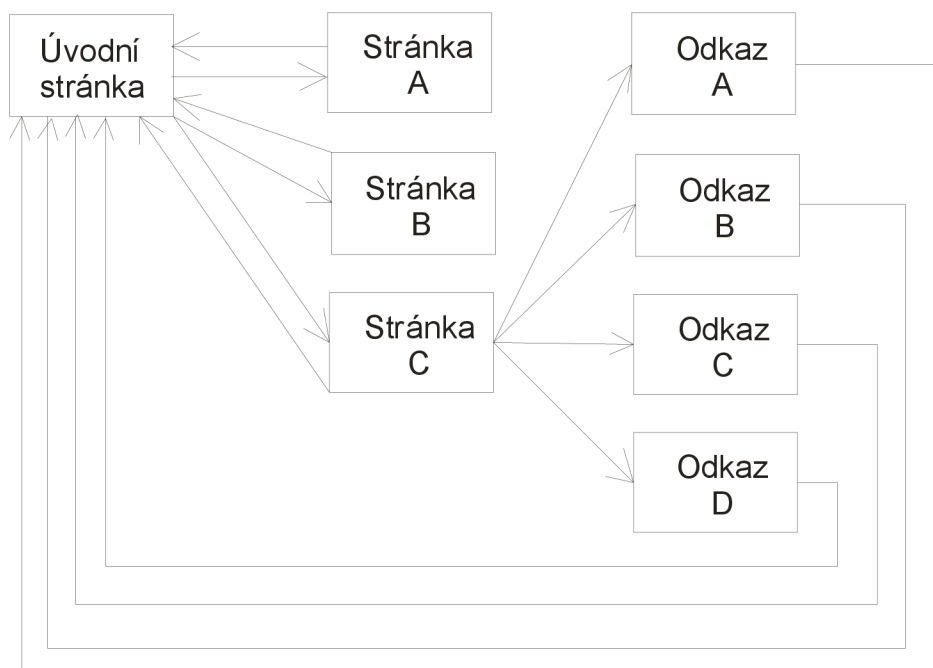 Úvodní
stránka
Stránka
A
Stránka
B
Stránka
C
Odkaz
A
Odkaz
B
Odkaz
C
Odkaz
D